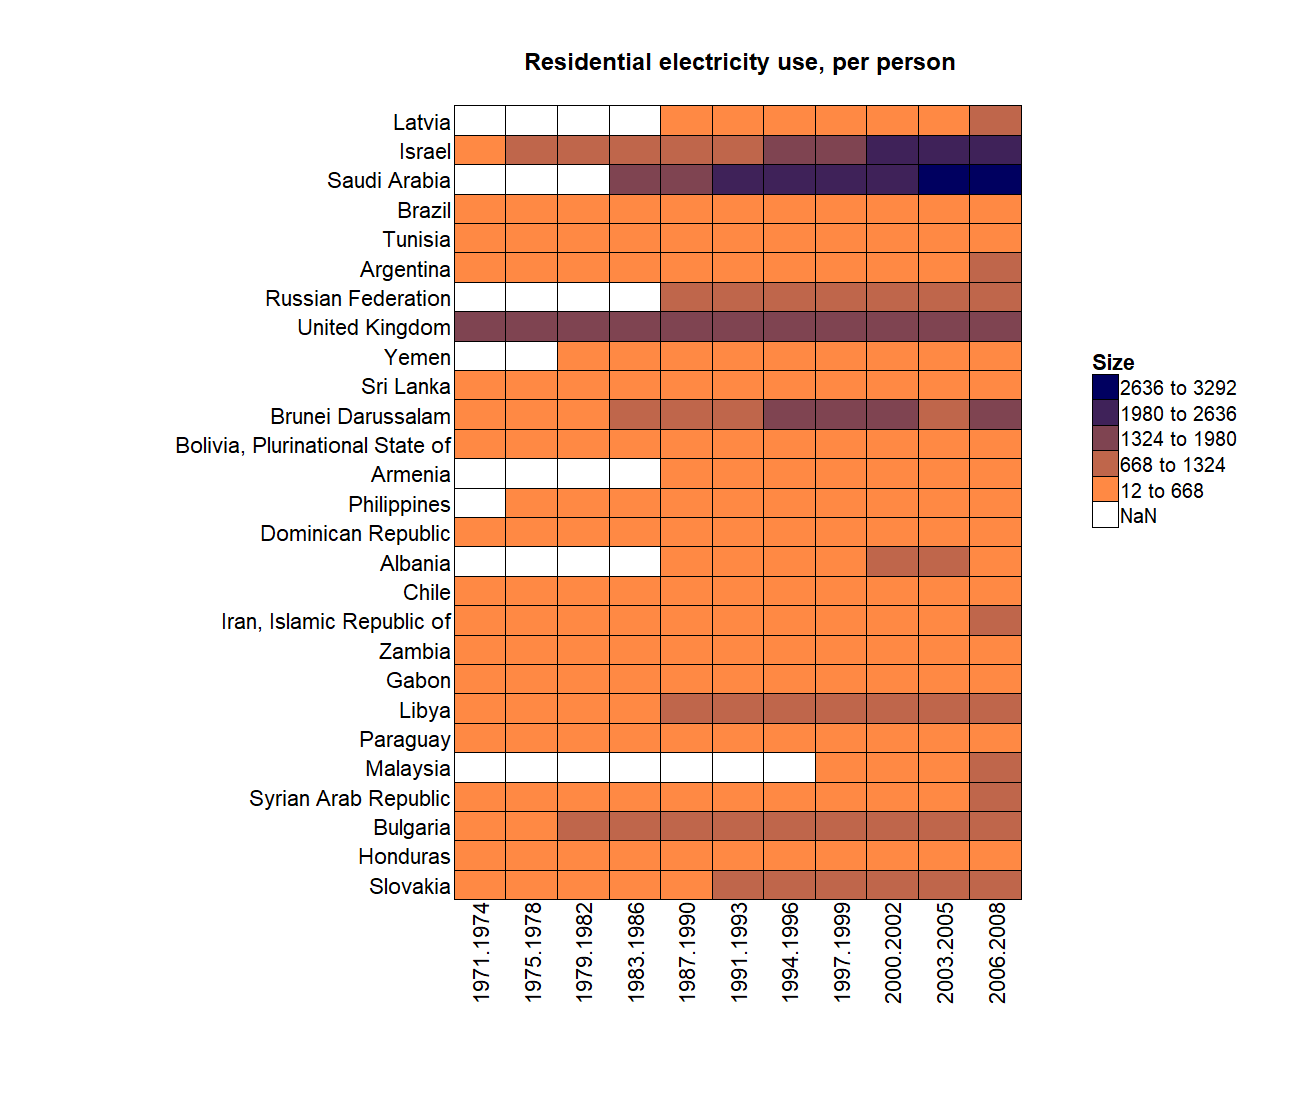 Residential electricity use, per person
Latvia
Israel
Saudi Arabia
Brazil
Tunisia
Argentina
Russian Federation
United Kingdom
Yemen
Sri Lanka
Brunei Darussalam
Bolivia, Plurinational State of
Armenia
Philippines
Dominican Republic
Albania
Chile
Iran, Islamic Republic of
Zambia
Gabon
Libya
Paraguay
Malaysia
Syrian Arab Republic
Bulgaria
Honduras
Slovakia
1971.1974
1975.1978
1979.1982
1983.1986
1987.1990
1991.1993
1994.1996
1997.1999
2000.2002
2003.2005
2006.2008
Size
2636 to 3292
1980 to 2636
1324 to 1980
668 to 1324
12 to 668
NaN